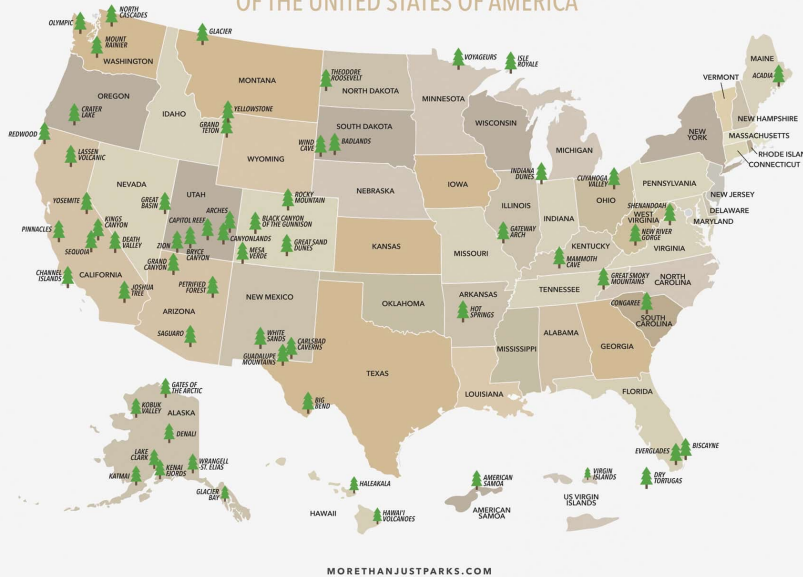 OF THE UNITED STATES OF AMERICA
NORTH
CASCADES
OLYMPIC
MOUNT
RAINIER
WASHINGTON
GLACIER
MONTANA
THEODORE
ROOSEVELT
NORTH DAKOTA
VOYAGEURS
ISLE
ROYALE
MINNESOTA
MAINE
ACADIA
VERMONT
NEW HAMPSHIRE
MASSACHUSETTS
RHODE ISLAN
CONNECTICUT
NEW
YORK
OREGON
CRATER
LAKE
IDAHO
YELLOWSTONE
GRAND
TETON
WYOMING
SOUTH DAKOTA
WIND
CAVE
BADLANDS
WISCONSIN
MICHIGAN
REDWOOD
LASSEN
VOLCANIC
NEVADA
GREAT
BASIN
UTAH
ROCKY
MOUNTAIN
NEBRASKA
IOWA
INDIANA
DUNES
ILLINOIS
INDIANA
CUYAHOGA
VALLEY
OHIO
PENNSYLVANIA
NEW JERSEY
DELAWARE
MARYLAND
SHENANDOAH
WEST
VIRGINIA
NEW RIVER
GORGE
VIRGINIA
YOSEMITE
PINNACLES
KINGS
CANYON
SEQUOIA
DEATH
VALLEY
CAPITOL REEF
ARCHES
CANYONLANDS
ZION
BRYCE
CANYON
BLACK CANYON
OF THE GUNNISON
GREAT SAND
DUNES
MESA
VERDE
KANSAS
MISSOURI
GATEWAY
ARCH
KENTUCKY
MAMMOTH
CAVE
CHANNEL
ISLANDS
CALIFORNIA
JOSHUA
TREE
GRAND
CANYON
PETRIFIED
FOREST
ARIZONA
SAGUARO
NEW MEXICO
WHITE
SANDS
CARLSBAD
CAVERNS
GUADALUPE
MOUNTAINS
OKLAHOMA
ARKANSAS
HOT
SPRINGS
TENNESSEE
GREAT SMOKY
MOUNTAINS
NORTH
CAROLINA
CONGAREE
SOUTH
CAROLINA
MISSISSIPPI
ALABAMA
GEORGIA
TEXAS
BIG
BEND
LOUISIANA
FLORIDA
EVERGLADES
BISCAYNE
DRY
TORTUGAS
GATES OF
THE ARCTIC
KOBUK
VALLEY
ALASKA
DENALI
LAKE
CLARK
KATMAI
KENAI
FJORDS
WRANGELL
-ST. ELIAS
GLACIER
BAY
HALEAKALA
HAWAII
HAWAI'I
VOLCANOES
AMERICAN
SAMOA
AMERICAN
SAMOA
VIRGIN
ISLANDS
US VIRGIN
ISLANDS
MORETHANJUSTPARKS.COM